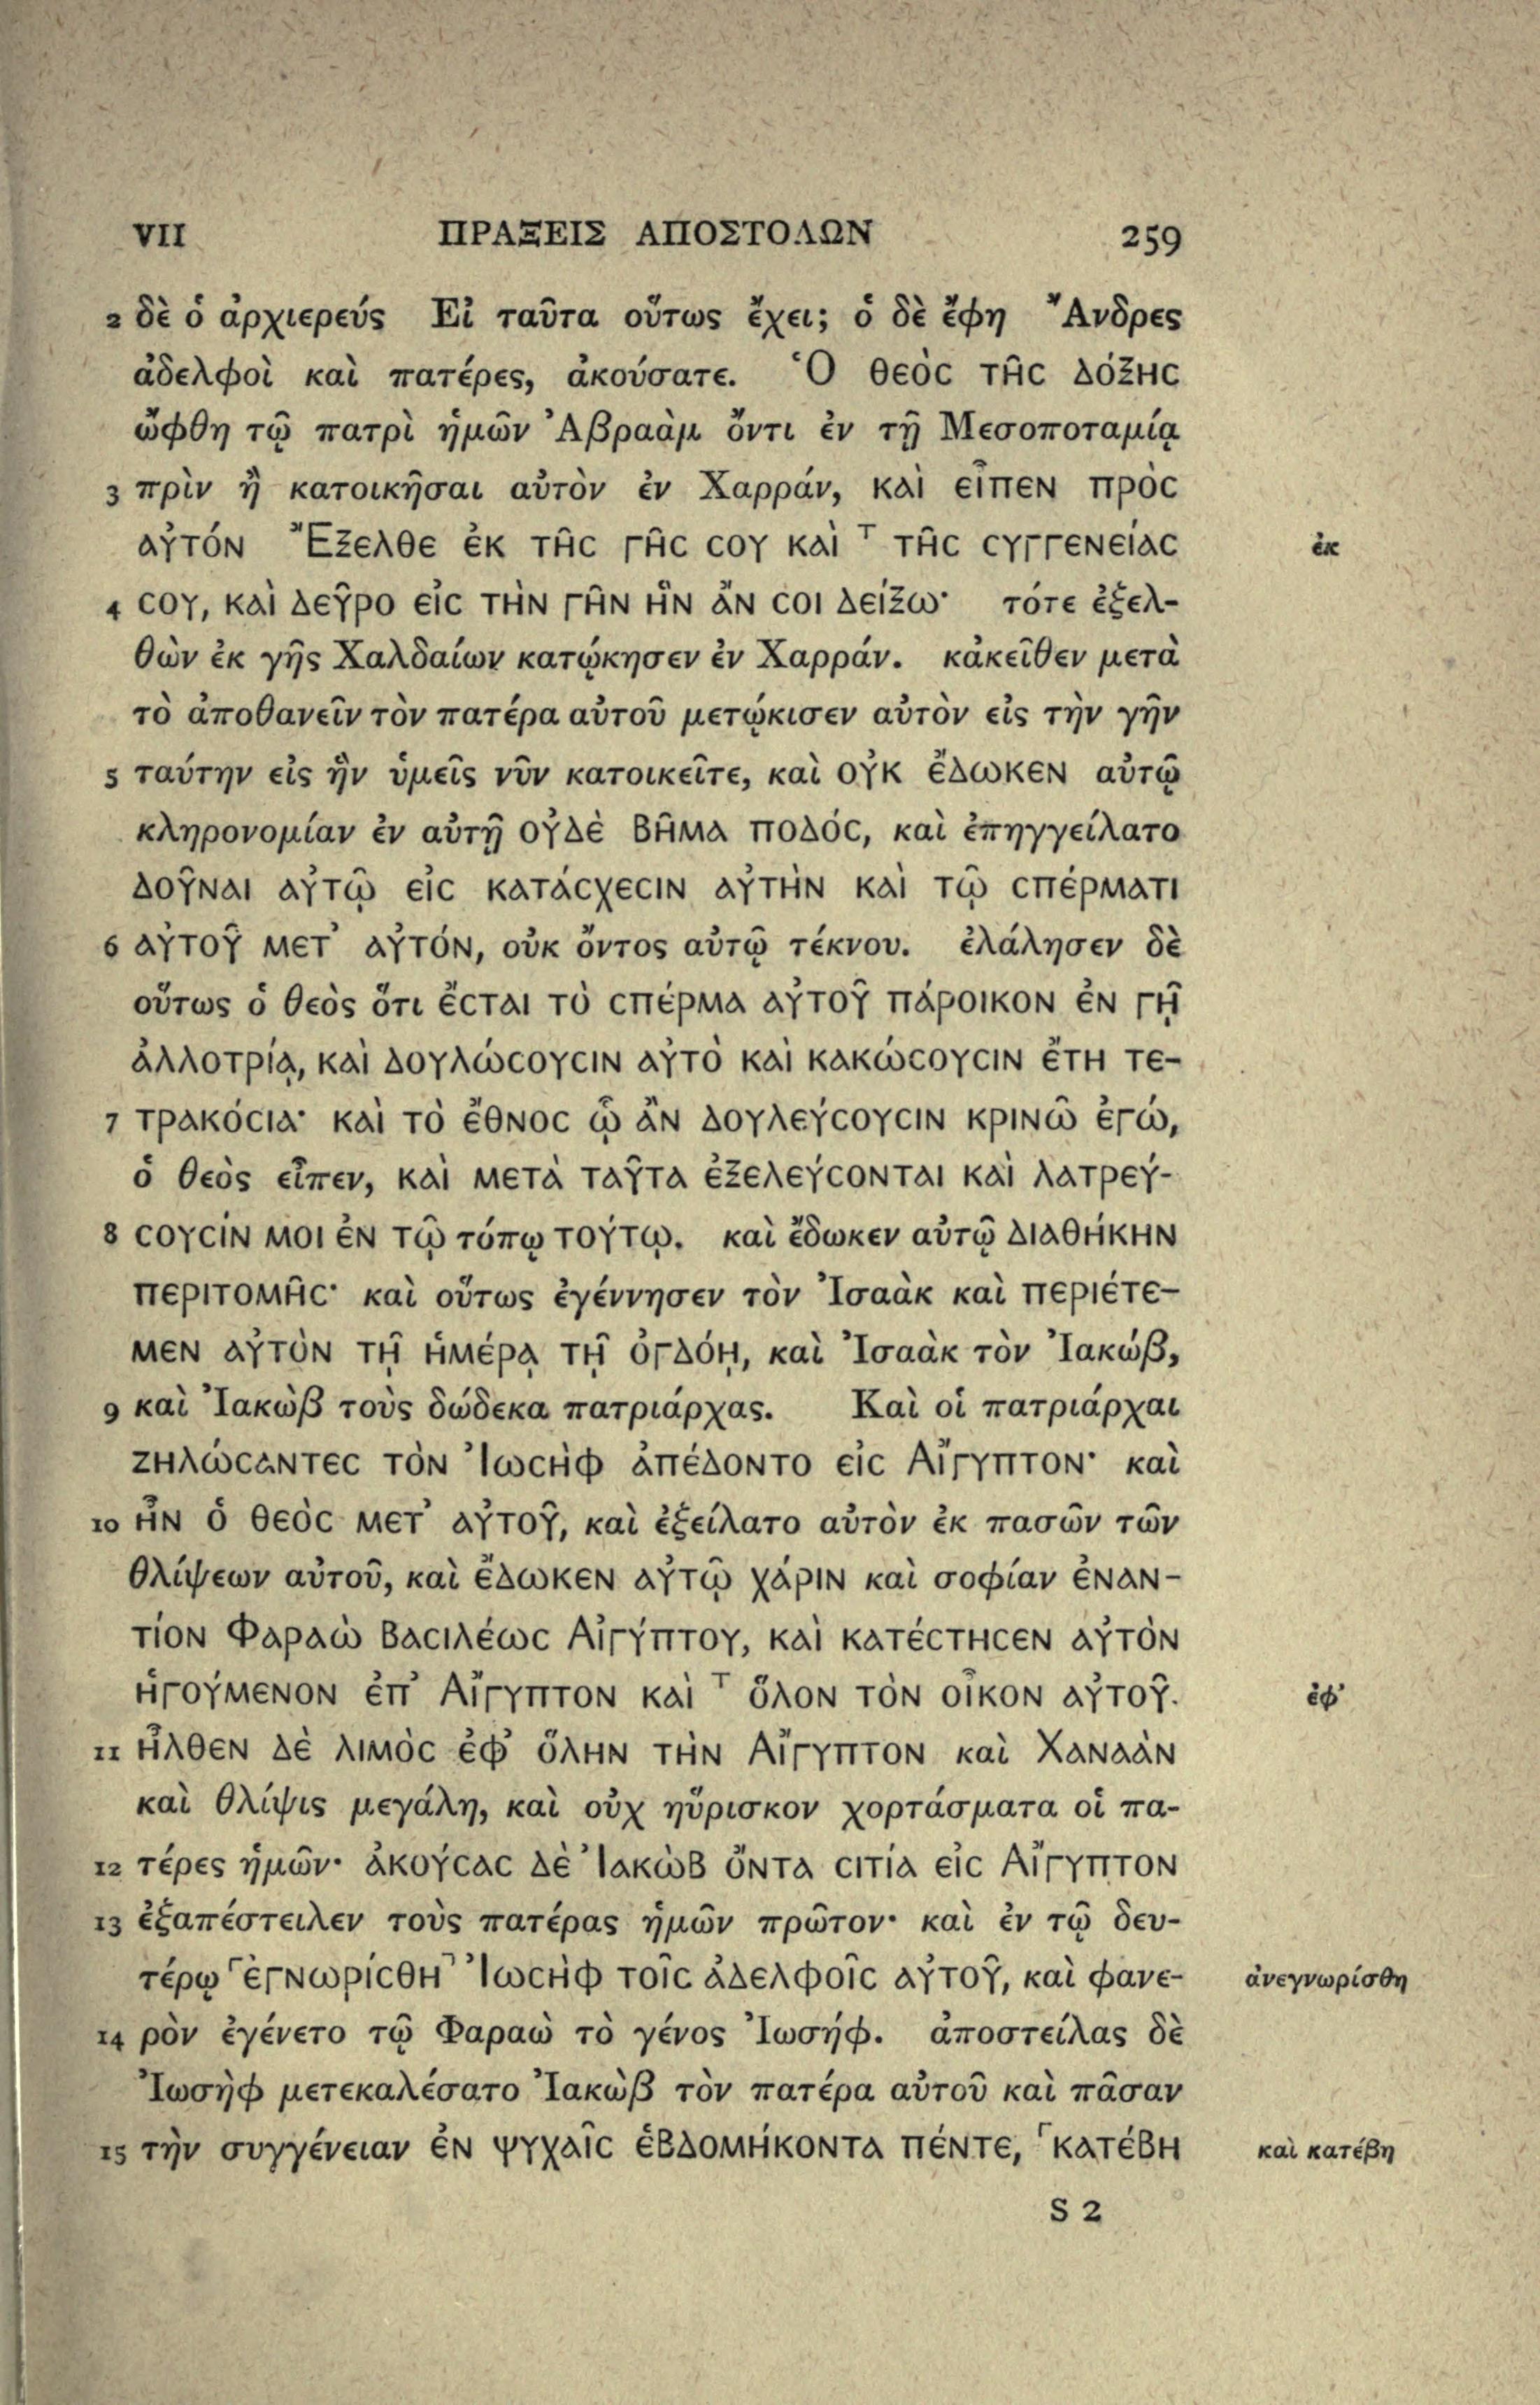 VII ΠΡΑΞΕΙΣ ΑΠΟΣΤΟΛΩΝ 259
2 δὲ ὁ ἀρχιερεύς Εἰ ταῦτα οὕτως ἔχει; ὁ δὲ ἔφη Ἄνδρες
ἀδελφοὶ καὶ πατέρες, ἀκούσατε. Ὁ θεὸς τῆς δόξης
ὤφθη τῷ πατρὶ ἡμῶν Ἀβραὰμ ὄντι ἐν τῇ Μεσοποταμίᾳ
3 πρὶν ἢ κατοικῆσαι αὐτὸν ἐν Χαρράν, καὶ εἶπεν πρὸς
αὐτόν Ἔξελθε ἐκ τῆς γῆς σου καὶ ⸆ τῆς συγγενείας ἐκ
4 σου, καὶ δεῦρο εἰς τὴν γῆν ἣν ἄν σοι δείξω· τότε ἐξελ-
θὼν ἐκ γῆς Χαλδαίων κατῴκησεν ἐν Χαρράν. κἀκεῖθεν μετὰ
τὸ ἀποθανεῖν τὸν πατέρα αὐτοῦ μετῴκισεν αὐτὸν εἰς τὴν γῆν
5 ταύτην εἰς ἣν ὑμεῖς νῦν κατοικεῖτε, καὶ οὐκ ἔδωκεν αὐτῷ
κληρονομίαν ἐν αὐτῇ οὐδὲ βῆμα ποδός, καὶ ἐπηγγείλατο
δοῦναι αὐτῷ εἰς κατάσχεσιν αὐτὴν καὶ τῷ σπέρματι
6 αὐτοῦ μετ᾽ αὐτόν, οὐκ ὄντος αὐτῷ τέκνου. ἐλάλησεν δὲ
οὕτως ὁ θεὸς ὅτι ἔσται τὸ σπέρμα αὐτοῦ πάροικον ἐν γῇ
ἀλλοτρίᾳ, καὶ δουλώσουσιν αὐτὸ καὶ κακώσουσιν ἔτη τε-
7 τρακόσια· καὶ τὸ ἔθνος ᾧ ἂν δουλεύσουσιν κρινῶ ἐγώ,
ὁ θεὸς εἶπεν, καὶ μετὰ ταῦτα ἐξελεύσονται καὶ λατρεύ-
8 σουσίν μοι ἐν τῷ τόπῳ τούτῳ. καὶ ἔδωκεν αὐτῷ διαθήκην
περιτομῆς· καὶ οὕτως ἐγέννησεν τὸν Ἰσαὰκ καὶ περιέτε-
μεν αὐτὸν τῇ ἡμέρᾳ τῇ ὀγδόῃ, καὶ Ἰσαὰκ τὸν Ἰακώβ,
9 καὶ Ἰακὼβ τοὺς δώδεκα πατριάρχας. Καὶ οἱ πατριάρχαι
ζηλώσαντες τὸν Ἰωσὴφ ἀπέδοντο εἰς Αἴγυπτον· καὶ
10 ἦν ὁ θεὸς μετ᾽ αὐτοῦ, καὶ ἐξείλατο αὐτὸν ἐκ πασῶν τῶν
θλίψεων αὐτοῦ, καὶ ἔδωκεν αὐτῷ χάριν καὶ σοφίαν ἐναν-
τίον Φαραὼ βασιλέως Αἰγύπτου, καὶ κατέστησεν αὐτὸν
ἡγούμενον ἐπ᾽ Αἴγυπτον καὶ ⸆ ὅλον τὸν οἶκον αὐτοῦ. ἐφ᾽
11 ἦλθεν δὲ λιμὸς ἐφ᾽ ὅλην τὴν Αἴγυπτον καὶ Χαναὰν
καὶ θλίψις μεγάλη, καὶ οὐχ ηὕρισκον χορτάσματα οἱ πα-
12 τέρες ἡμῶν· ἀκούσας δὲ Ἰακὼβ ὄντα σιτία εἰς Αἴγυπτον
13 ἐξαπέστειλεν τοὺς πατέρας ἡμῶν πρῶτον· καὶ ἐν τῷ δευ-
τέρῳ ⸂ἐγνωρίσθη⸃ Ἰωσὴφ τοῖς ἀδελφοῖς αὐτοῦ, καὶ φανε- ἀνεγνωρίσθη
14 ρὸν ἐγένετο τῷ Φαραὼ τὸ γένος Ἰωσήφ. ἀποστείλας δὲ
Ἰωσὴφ μετεκαλέσατο Ἰακὼβ τὸν πατέρα αὐτοῦ καὶ πᾶσαν
15 τὴν συγγένειαν ἐν ψυχαῖς ἑβδομήκοντα πέντε, ⸂κατέβη καὶ κατέβη
S 2